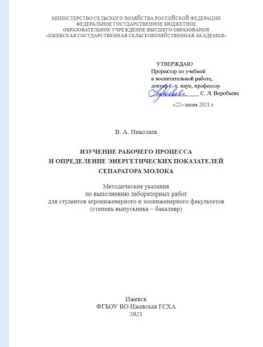 МИНИСТЕРСТВО СЕЛЬСКОГО ХОЗЯЙСТВА РОССИЙСКОЙ ФЕДЕРАЦИИ
ФЕДЕРАЛЬНОЕ ГОСУДАРСТВЕННОЕ БЮДЖЕТНОЕ
ОБРАЗОВАТЕЛЬНОЕ УЧРЕЖДЕНИЕ ВЫСШЕГО ОБРАЗОВАНИЯ
«ИЖЕВСКАЯ ГОСУДАРСТВЕННАЯ СЕЛЬСКОХОЗЯЙСТВЕННАЯ АКАДЕМИЯ»
УТВЕРЖДАЮ
Проректор по учебной
и воспитательной работе,
доктор с.-х. наук, профессор
С. Л. Воробьева
«22» июня 2021 г.
В. А. Николаев
ИЗУЧЕНИЕ РАБОЧЕГО ПРОЦЕССА
И ОПРЕДЕЛЕНИЕ ЭНЕРГЕТИЧЕСКИХ ПОКАЗАТЕЛЕЙ
СЕПАРАТОРА МОЛОКА
Методические указания
по выполнению лабораторных работ
для студентов агроинженерного и зооинженерного факультетов
(степень выпускника – бакалавр)
Ижевск
ФГБОУ ВО Ижевская ГСХА
2021